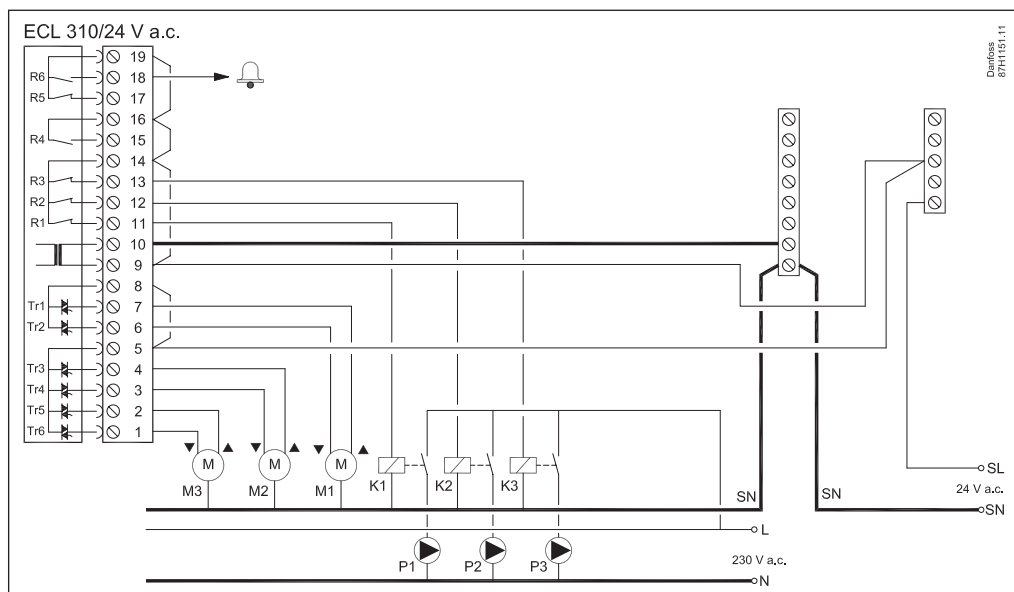 ECL 310/24 V a.c.
Danfoss
87H1151.11
19
R6 18
R5 17
16
R4 15
14
R3 13
R2 12
R1 11
10
9
8
Tr1 7
Tr2 6
5
Tr3 4
Tr4 3
Tr5 2
Tr6 1
M M M
M3 M2 M1 K1 K2 K3
SL
24 V a.c.
SN SN SN
L
P1 P2 P3
230 V a.c.
N